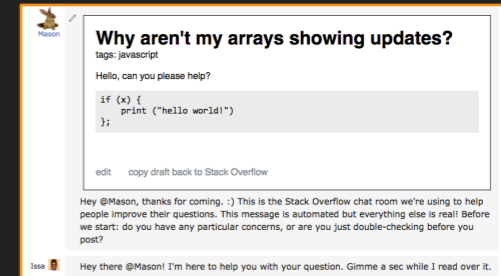 Mason
Why aren't my arrays showing updates?
tags: javascript
Hello, can you please help?
if (x) {
    print ("hello world!")
};
edit copy draft back to Stack Overflow
Hey @Mason, thanks for coming. :) This is the Stack Overflow chat room we're using to help
people improve their questions. This message is automated but everything else is real! Before
we start: do you have any particular concerns, or are you just double-checking before you
post?
Issa Hey there @Mason! I'm here to help you with your question. Gimme a sec while I read over it.